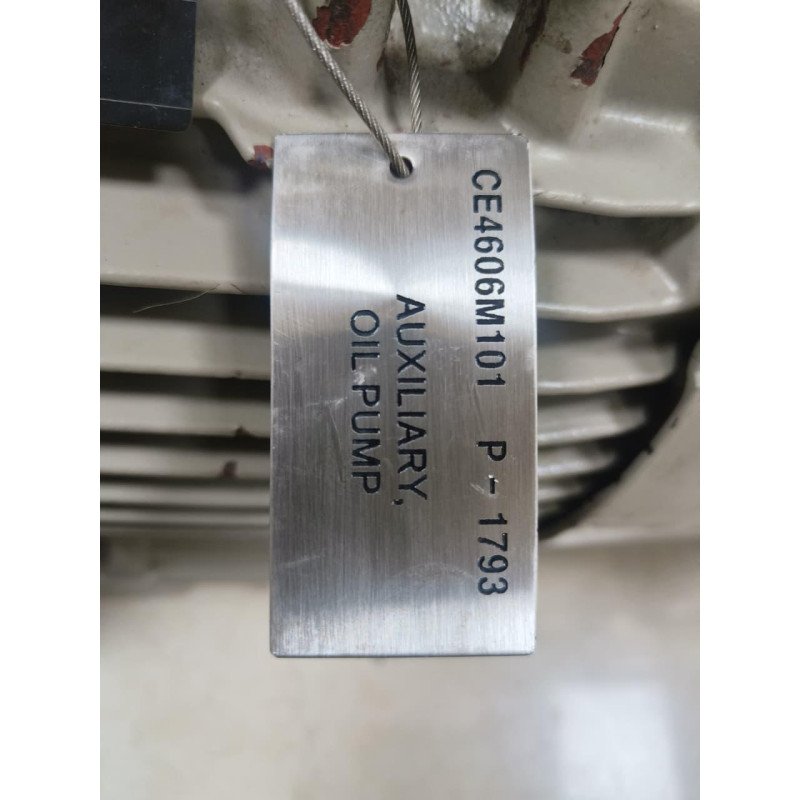 CE4606M101 P-1793
AUXILIARY,
OIL PUMP